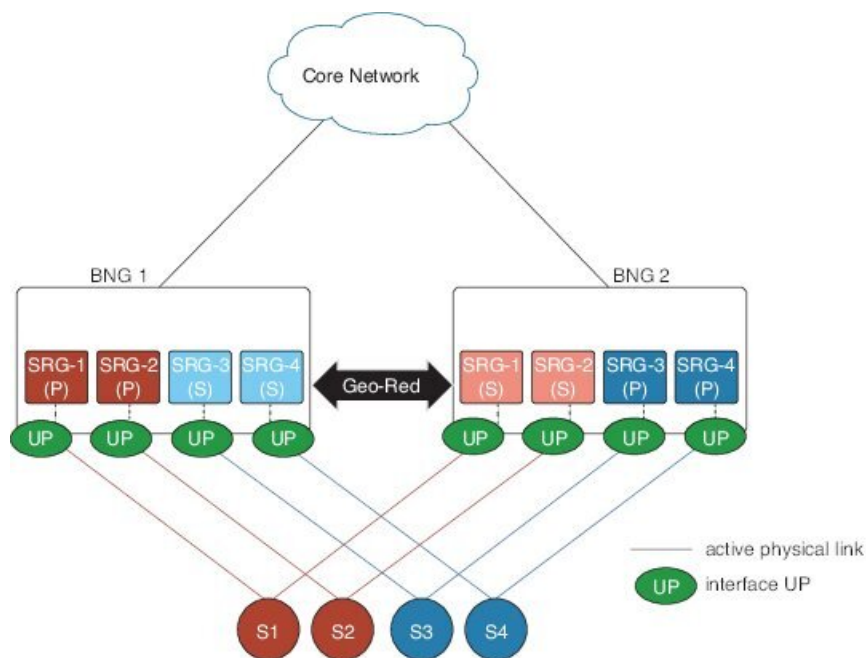 Core Network
BNG 1
BNG 2
SRG-1
(P)
SRG-2
(P)
SRG-3
(S)
SRG-4
(S)
Geo-Red
SRG-1
(S)
SRG-2
(S)
SRG-3
(P)
SRG-4
(P)
UP
UP
UP
UP
UP
UP
UP
UP
active physical link
UP
interface UP
S1
S2
S3
S4